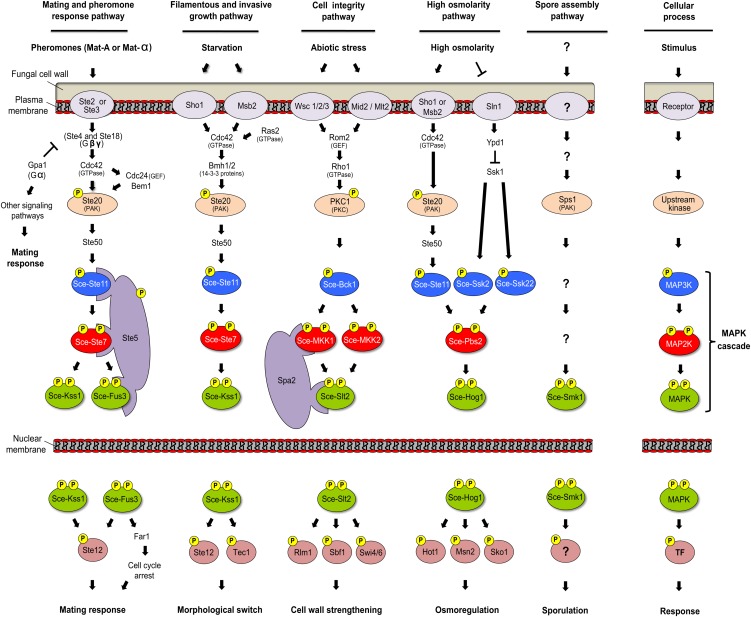 Mating and pheromone
response pathway
Filamentous and invasive
growth pathway
Cell integrity
pathway
High osmolarity
pathway
Spore assembly
pathway
Cellular
process
Pheromones (Mat-A or Mat-α)
Starvation
Abiotic stress
High osmolarity
?
Stimulus
Fungal cell wall
Plasma
membrane
Ste2 or
Ste3
Sho1
Msb2
Wsc 1/2/3
Mid2 / Mlt2
Sho1 or
Msb2
Sln1
?
Receptor
(Ste4 and Ste18)
(Gβγ)
Gpa1
(Gα)
Cdc42
(GTPase)
Cdc24(GEF)
Bem1
Other signaling
pathways
Mating
response
Cdc42
(GTPase)
Ras2
(GTPase)
Bmh1/2
(14-3-3 proteins)
Rom2
(GEF)
Rho1
(GTPase)
Cdc42
(GTPase)
Ypd1
Ssk1
?
P
Ste20
(PAK)
P
Ste20
(PAK)
P
PKC1
(PKC)
P
Ste20
(PAK)
Sps1
(PAK)
Upstream
kinase
Ste50
Ste50
Ste50
P
Sce-Ste11
P
P
Sce-Ste11
P
Sce-Bck1
P
Sce-Ste11
P
Sce-Ssk2
P
Sce-Ssk22
?
P
MAP3K
P P
Sce-Ste7
Ste5
P P
Sce-Ste7
P P
Sce-MKK1
P P
Sce-MKK2
P P
Sce-Pbs2
?
P P
MAP2K
MAPK
cascade
P P
Sce-Kss1
P P
Sce-Fus3
P P
Sce-Kss1
Spa2
P P
Sce-Slt2
P P
Sce-Hog1
P P
Sce-Smk1
P P
MAPK
Nuclear
membrane
P P
Sce-Kss1
P P
Sce-Fus3
P P
Sce-Kss1
P P
Sce-Slt2
P P
Sce-Hog1
P P
Sce-Smk1
P P
MAPK
P
Ste12
Far1
Cell cycle
arrest
P
Ste12
P
Tec1
P
Rlm1
P
Sbf1
P
Swi4/6
P
Hot1
P
Msn2
P
Sko1
P
?
P
TF
Mating response
Morphological switch
Cell wall strengthening
Osmoregulation
Sporulation
Response